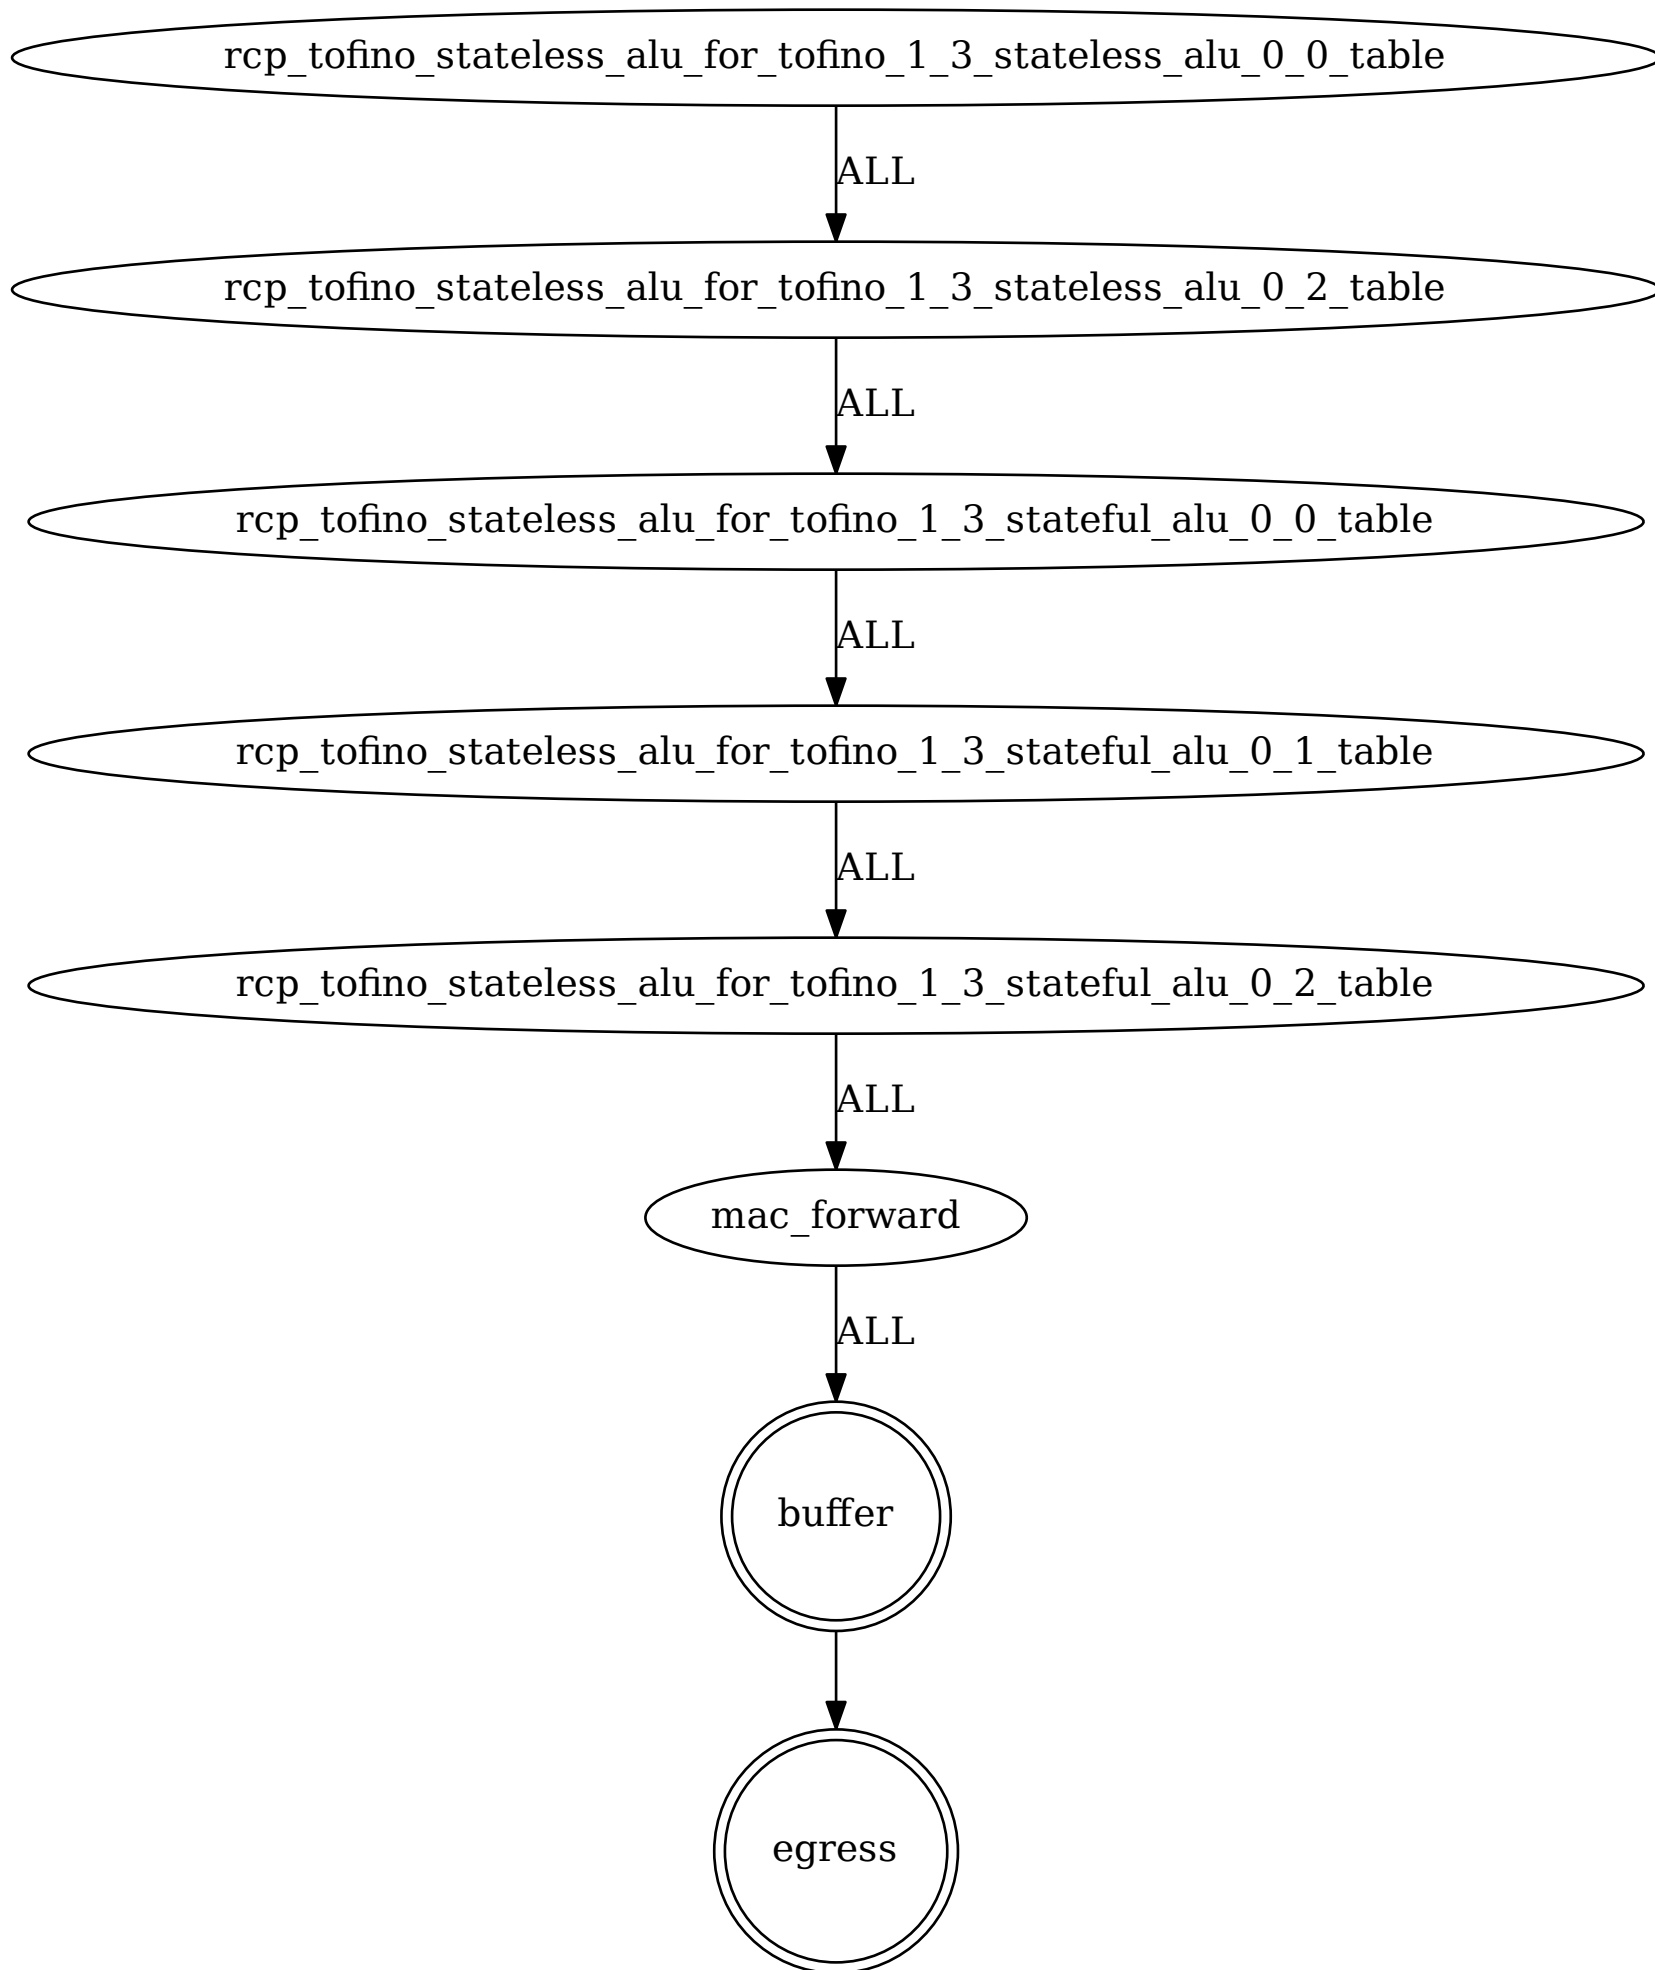 rcp_tofino_stateless_alu_for_tofino_1_3_stateless_alu_0_0_table
ALL
rcp_tofino_stateless_alu_for_tofino_1_3_stateless_alu_0_2_table
ALL
rcp_tofino_stateless_alu_for_tofino_1_3_stateful_alu_0_0_table
ALL
rcp_tofino_stateless_alu_for_tofino_1_3_stateful_alu_0_1_table
ALL
rcp_tofino_stateless_alu_for_tofino_1_3_stateful_alu_0_2_table
ALL
mac_forward
ALL
buffer
egress